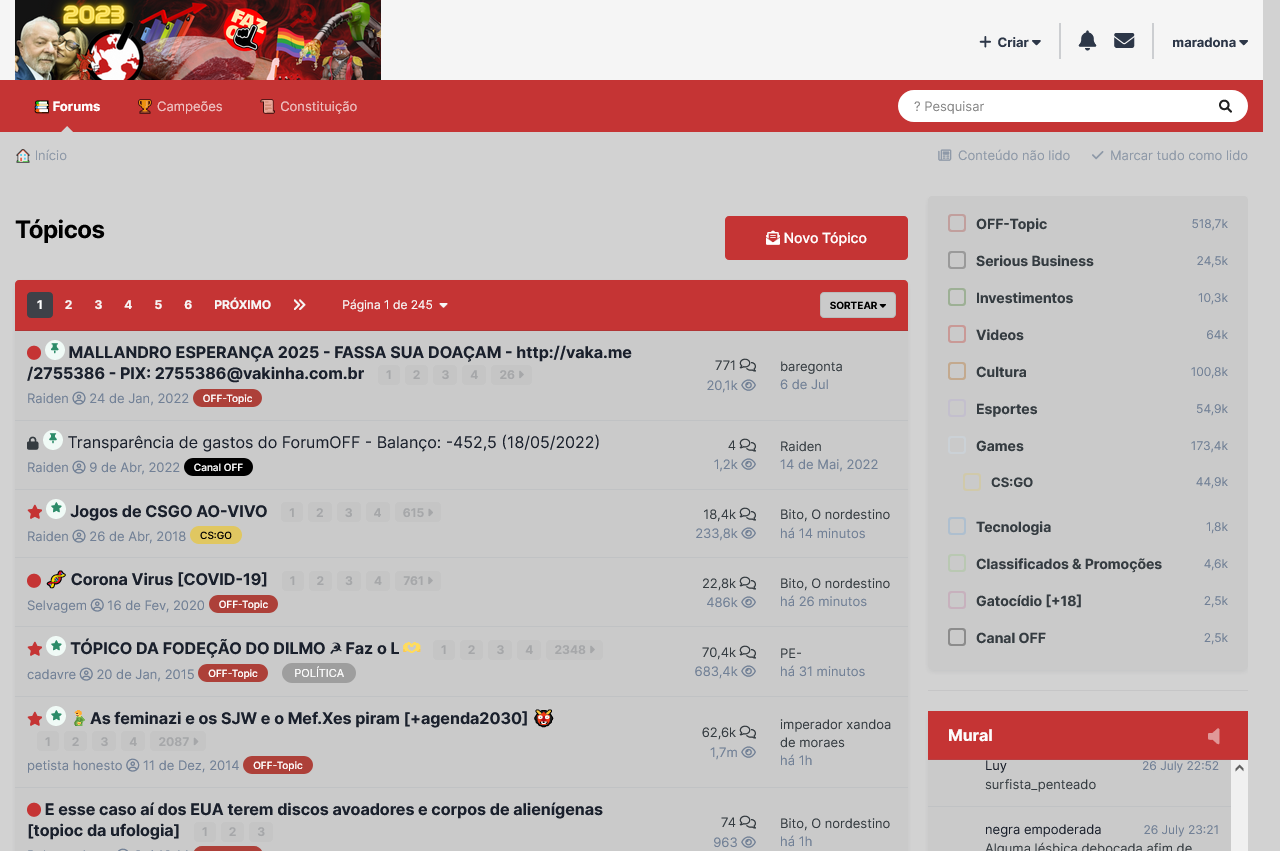 2023
FAZ
+ Criar
maradona
Forums
Campeões
Constituição
? Pesquisar
Início
Conteúdo não lido
Marcar tudo como lido
Tópicos
Novo Tópico
1 2 3 4 5 6 PRÓXIMO Página 1 de 245 SORTEAR
MALLANDRO ESPERANÇA 2025 - FASSA SUA DOAÇAM - http://vaka.me
/2755386 - PIX: 2755386@vakinha.com.br 1 2 3 4 26
Raiden 24 de Jan, 2022 OFF-Topic
771
20,1k
baregonta
6 de Jul
Transparência de gastos do ForumOFF - Balanço: -452,5 (18/05/2022)
Raiden 9 de Abr, 2022 Canal OFF
4
1,2k
Raiden
14 de Mai, 2022
Jogos de CSGO AO-VIVO 1 2 3 4 615
Raiden 26 de Abr, 2018 CS:GO
18,4k
233,8k
Bito, O nordestino
há 14 minutos
Corona Virus [COVID-19] 1 2 3 4 761
Selvagem 16 de Fev, 2020 OFF-Topic
22,8k
486k
Bito, O nordestino
há 26 minutos
TÓPICO DA FODEÇÃO DO DILMO ☭ Faz o L 1 2 3 4 2348
cadavre 20 de Jan, 2015 OFF-Topic POLÍTICA
70,4k
683,4k
PE-
há 31 minutos
As feminazi e os SJW e o Mef.Xes piram [+agenda2030]
1 2 3 4 2087
petista honesto 11 de Dez, 2014 OFF-Topic
62,6k
1,7m
imperador xandoa
de moraes
há 1h
E esse caso aí dos EUA terem discos avoadores e corpos de alienígenas
[topioc da ufologia] 1 2 3
74
963
Bito, O nordestino
há 1h
OFF-Topic 518,7k
Serious Business 24,5k
Investimentos 10,3k
Videos 64k
Cultura 100,8k
Esportes 54,9k
Games 173,4k
CS:GO 44,9k
Tecnologia 1,8k
Classificados & Promoções 4,6k
Gatocídio [+18] 2,5k
Canal OFF 2,5k
Mural
Luy 26 July 22:52
surfista_penteado
negra empoderada 26 July 23:21
Alguma lésbica debocada afim de